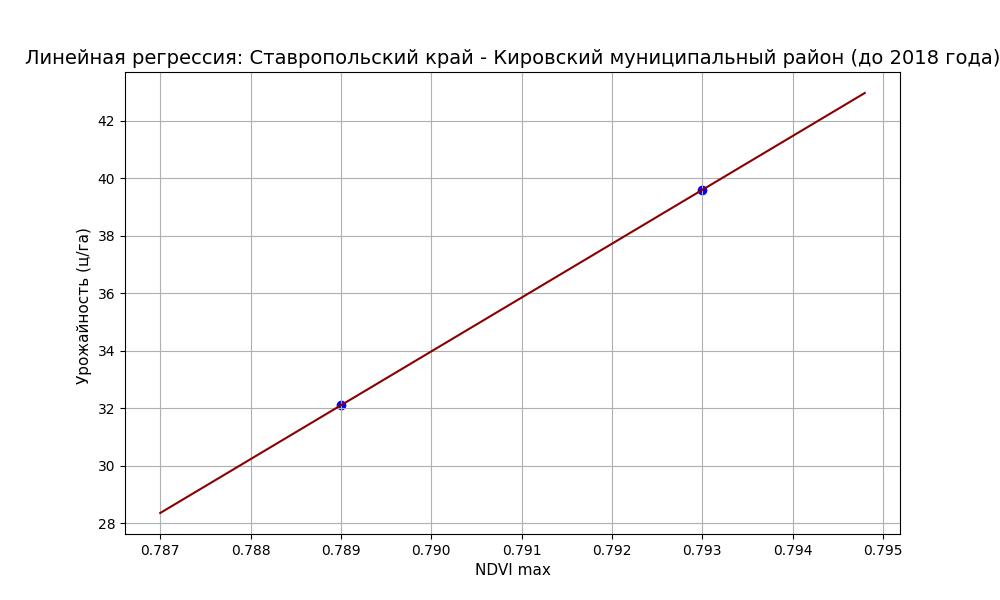 Линейная регрессия: Ставропольский край - Кировский муниципальный район (до 2018 года)
Урожайность (ц/га)
42
40
38
36
34
32
30
28
0.787 0.788 0.789 0.790 0.791 0.792 0.793 0.794 0.795
NDVI max